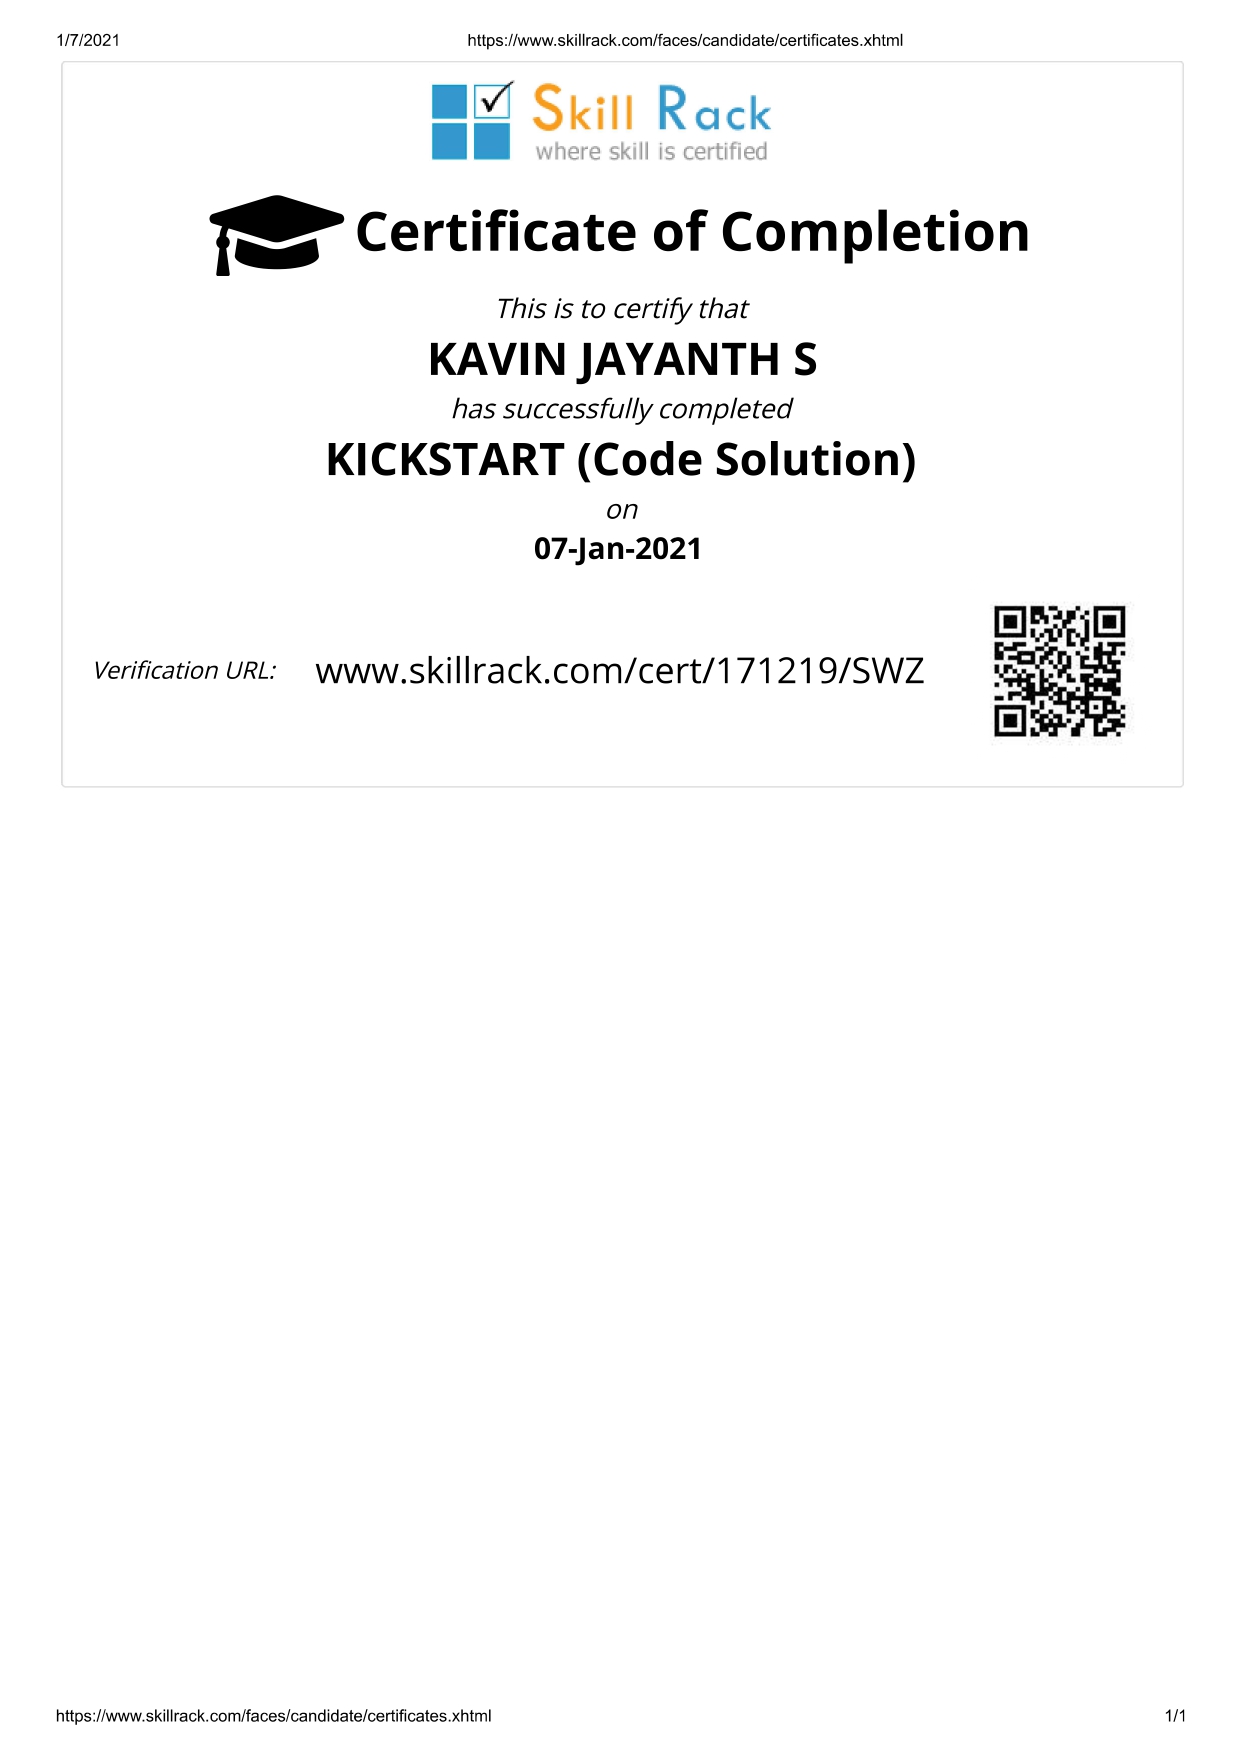 1/7/2021 https://www.skillrack.com/faces/candidate/certificates.xhtml
Skill Rack
where skill is certified
Certificate of Completion
This is to certify that
KAVIN JAYANTH S
has successfully completed
KICKSTART (Code Solution)
on
07-Jan-2021
Verification URL: www.skillrack.com/cert/171219/SWZ
https://www.skillrack.com/faces/candidate/certificates.xhtml 1/1